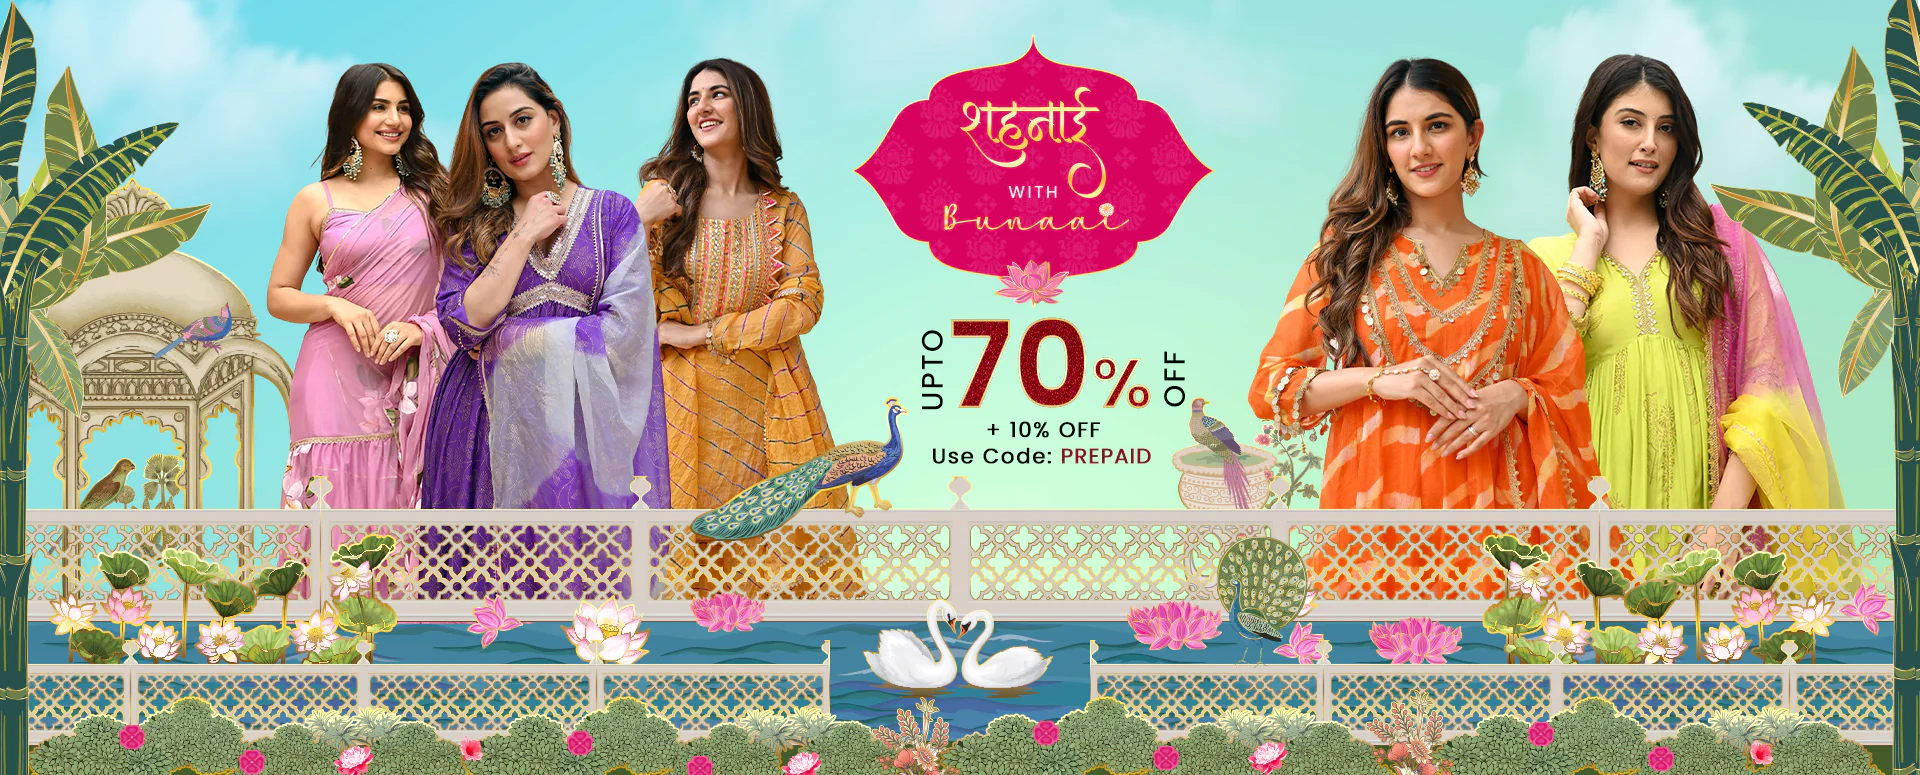 शहनाई
WITH
Bunaai
UPTO 70% OFF
+ 10% OFF
Use Code: PREPAID